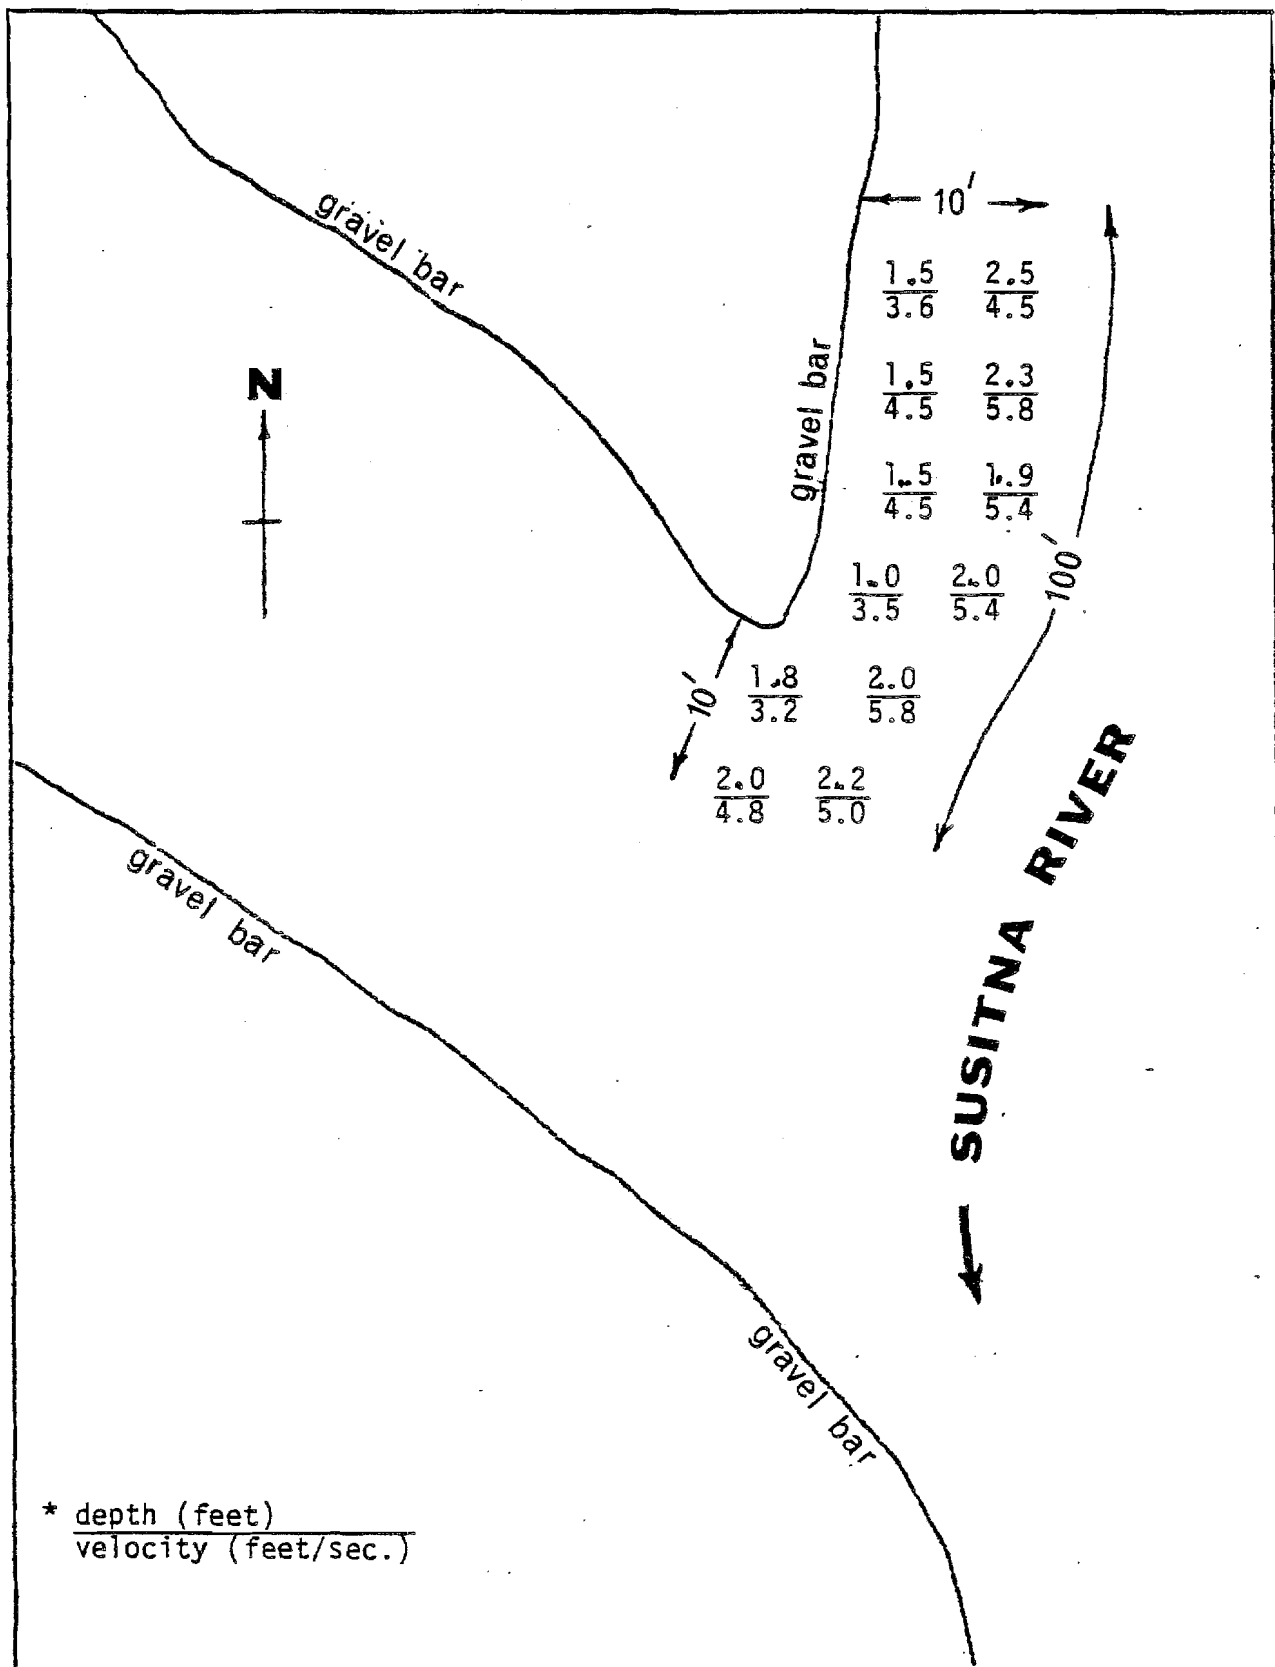 gravel bar
10'
1.5 2.5
3.6 4.5
N
gravel bar
1.5 2.3
4.5 5.8
1.5 1.9
4.5 5.4
100'
1.0 2.0
3.5 5.4
10'
1.8 2.0
3.2 5.8
2.0 2.2
4.8 5.0
SUSITNA RIVER
gravel bar
gravel bar
* depth (feet)
velocity (feet/sec.)